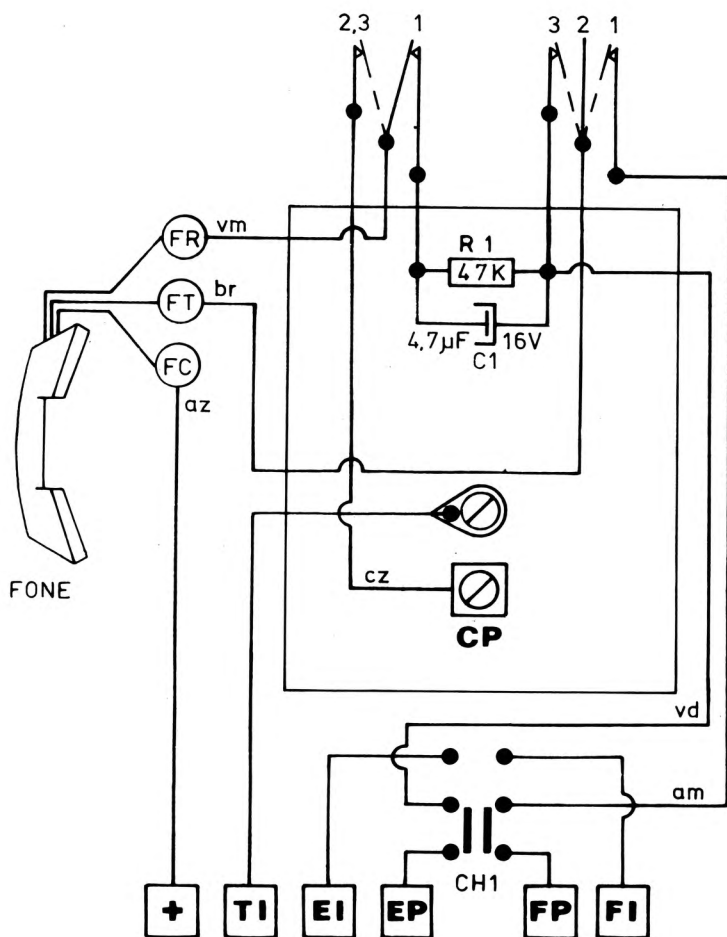 2,3 1 3 2 1
FR vm
R 1
47K
FT br
4,7µF 16V
C1
FC
az
FONE
cz
CP
vd
am
CH1
+ TI EI EP FP FI